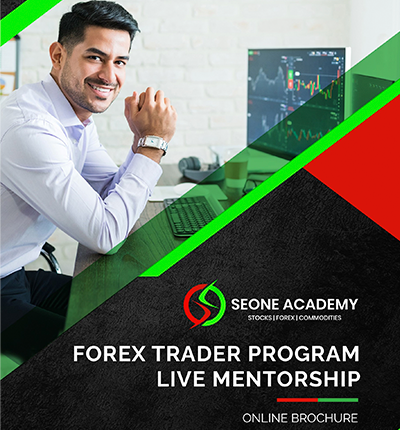 SEONE ACADEMY
STOCKS | FOREX | COMMODITIES
FOREX TRADER PROGRAM
LIVE MENTORSHIP
ONLINE BROCHURE